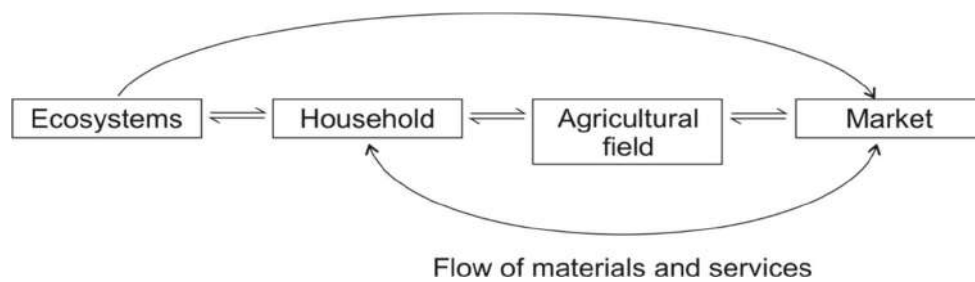 Ecosystems
Household
Agricultural
field
Market
Flow of materials and services